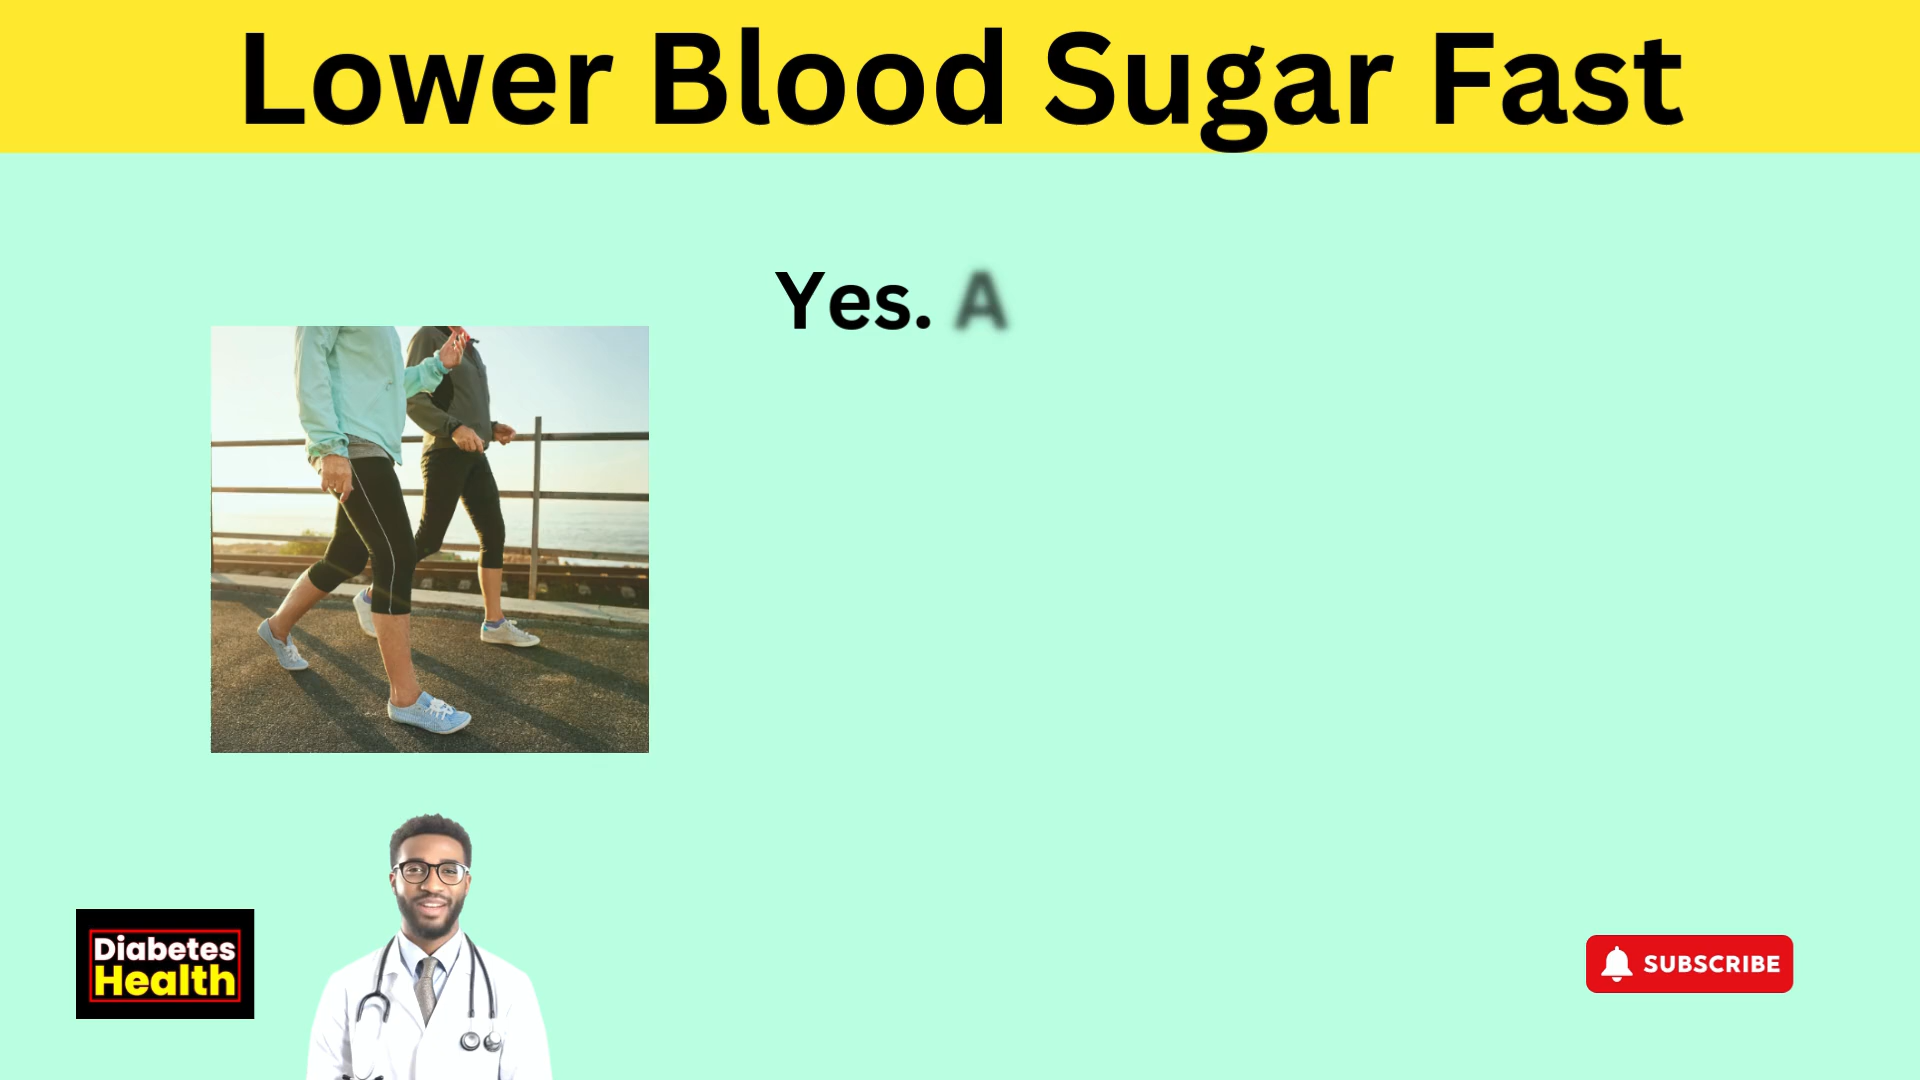 Lower Blood Sugar Fast
Yes. A
Diabetes
Health
SUBSCRIBE